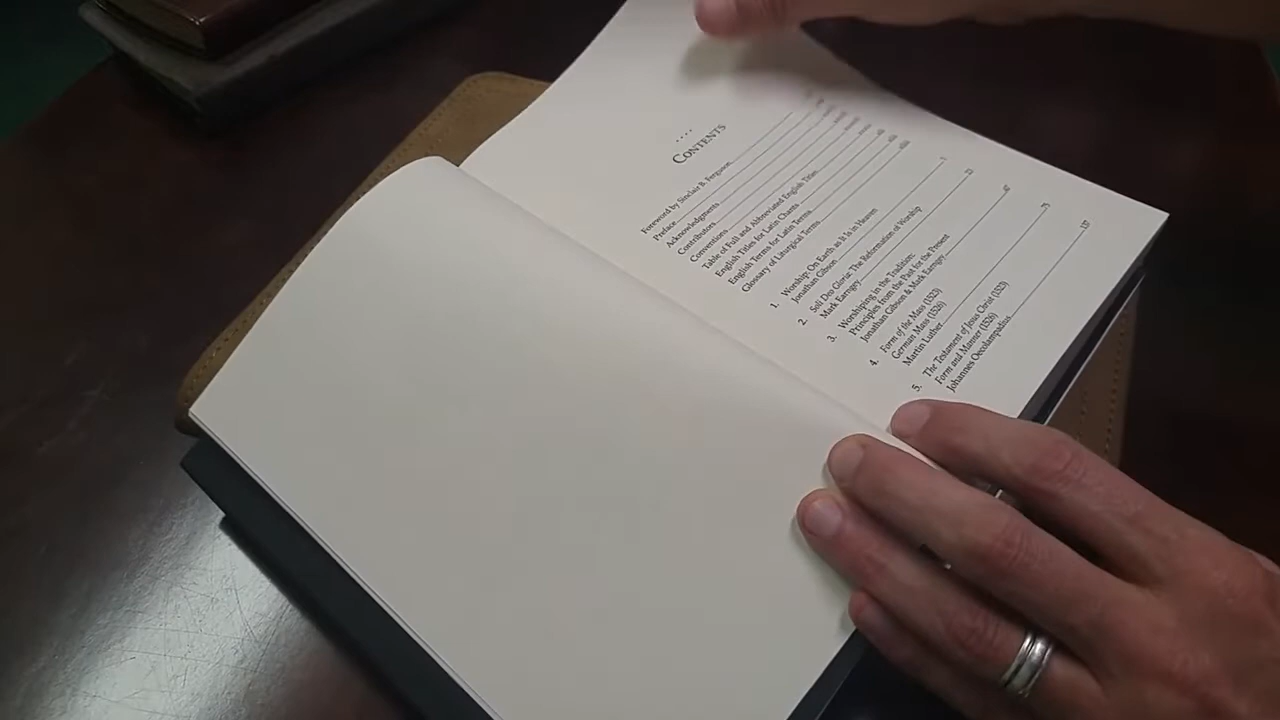 CONTENTS
Foreword by Sinclair B. Ferguson
Preface
Acknowledgments
Contributors
Conventions
Table of Full and Abbreviated English Titles
English Titles for Latin Chants
English Terms for Latin Terms
Glossary of Liturgical Terms
1. Worship: On Earth as It Is in Heaven
Jonathan Gibson 1
2. Soli Deo Gloria: The Reformation of Worship
Mark Earngey
3. Worshiping in the Tradition:
Principles from the Past for the Present
Jonathan Gibson & Mark Earngey
4. Form of the Mass (1523)
German Mass (1526)
Martin Luther 75
5. The Testament of Jesus Christ (1523)
Form and Manner (1526)
Johannes Oecolampadius 137